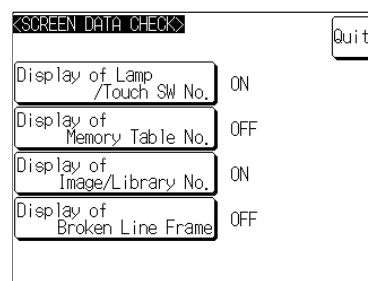 <SCREEN DATA CHECK>
Quit
Display of Lamp
/Touch SW No.
ON
Display of
Memory Table No.
OFF
Display of
Image/Library No.
ON
Display of
Broken Line Frame
OFF